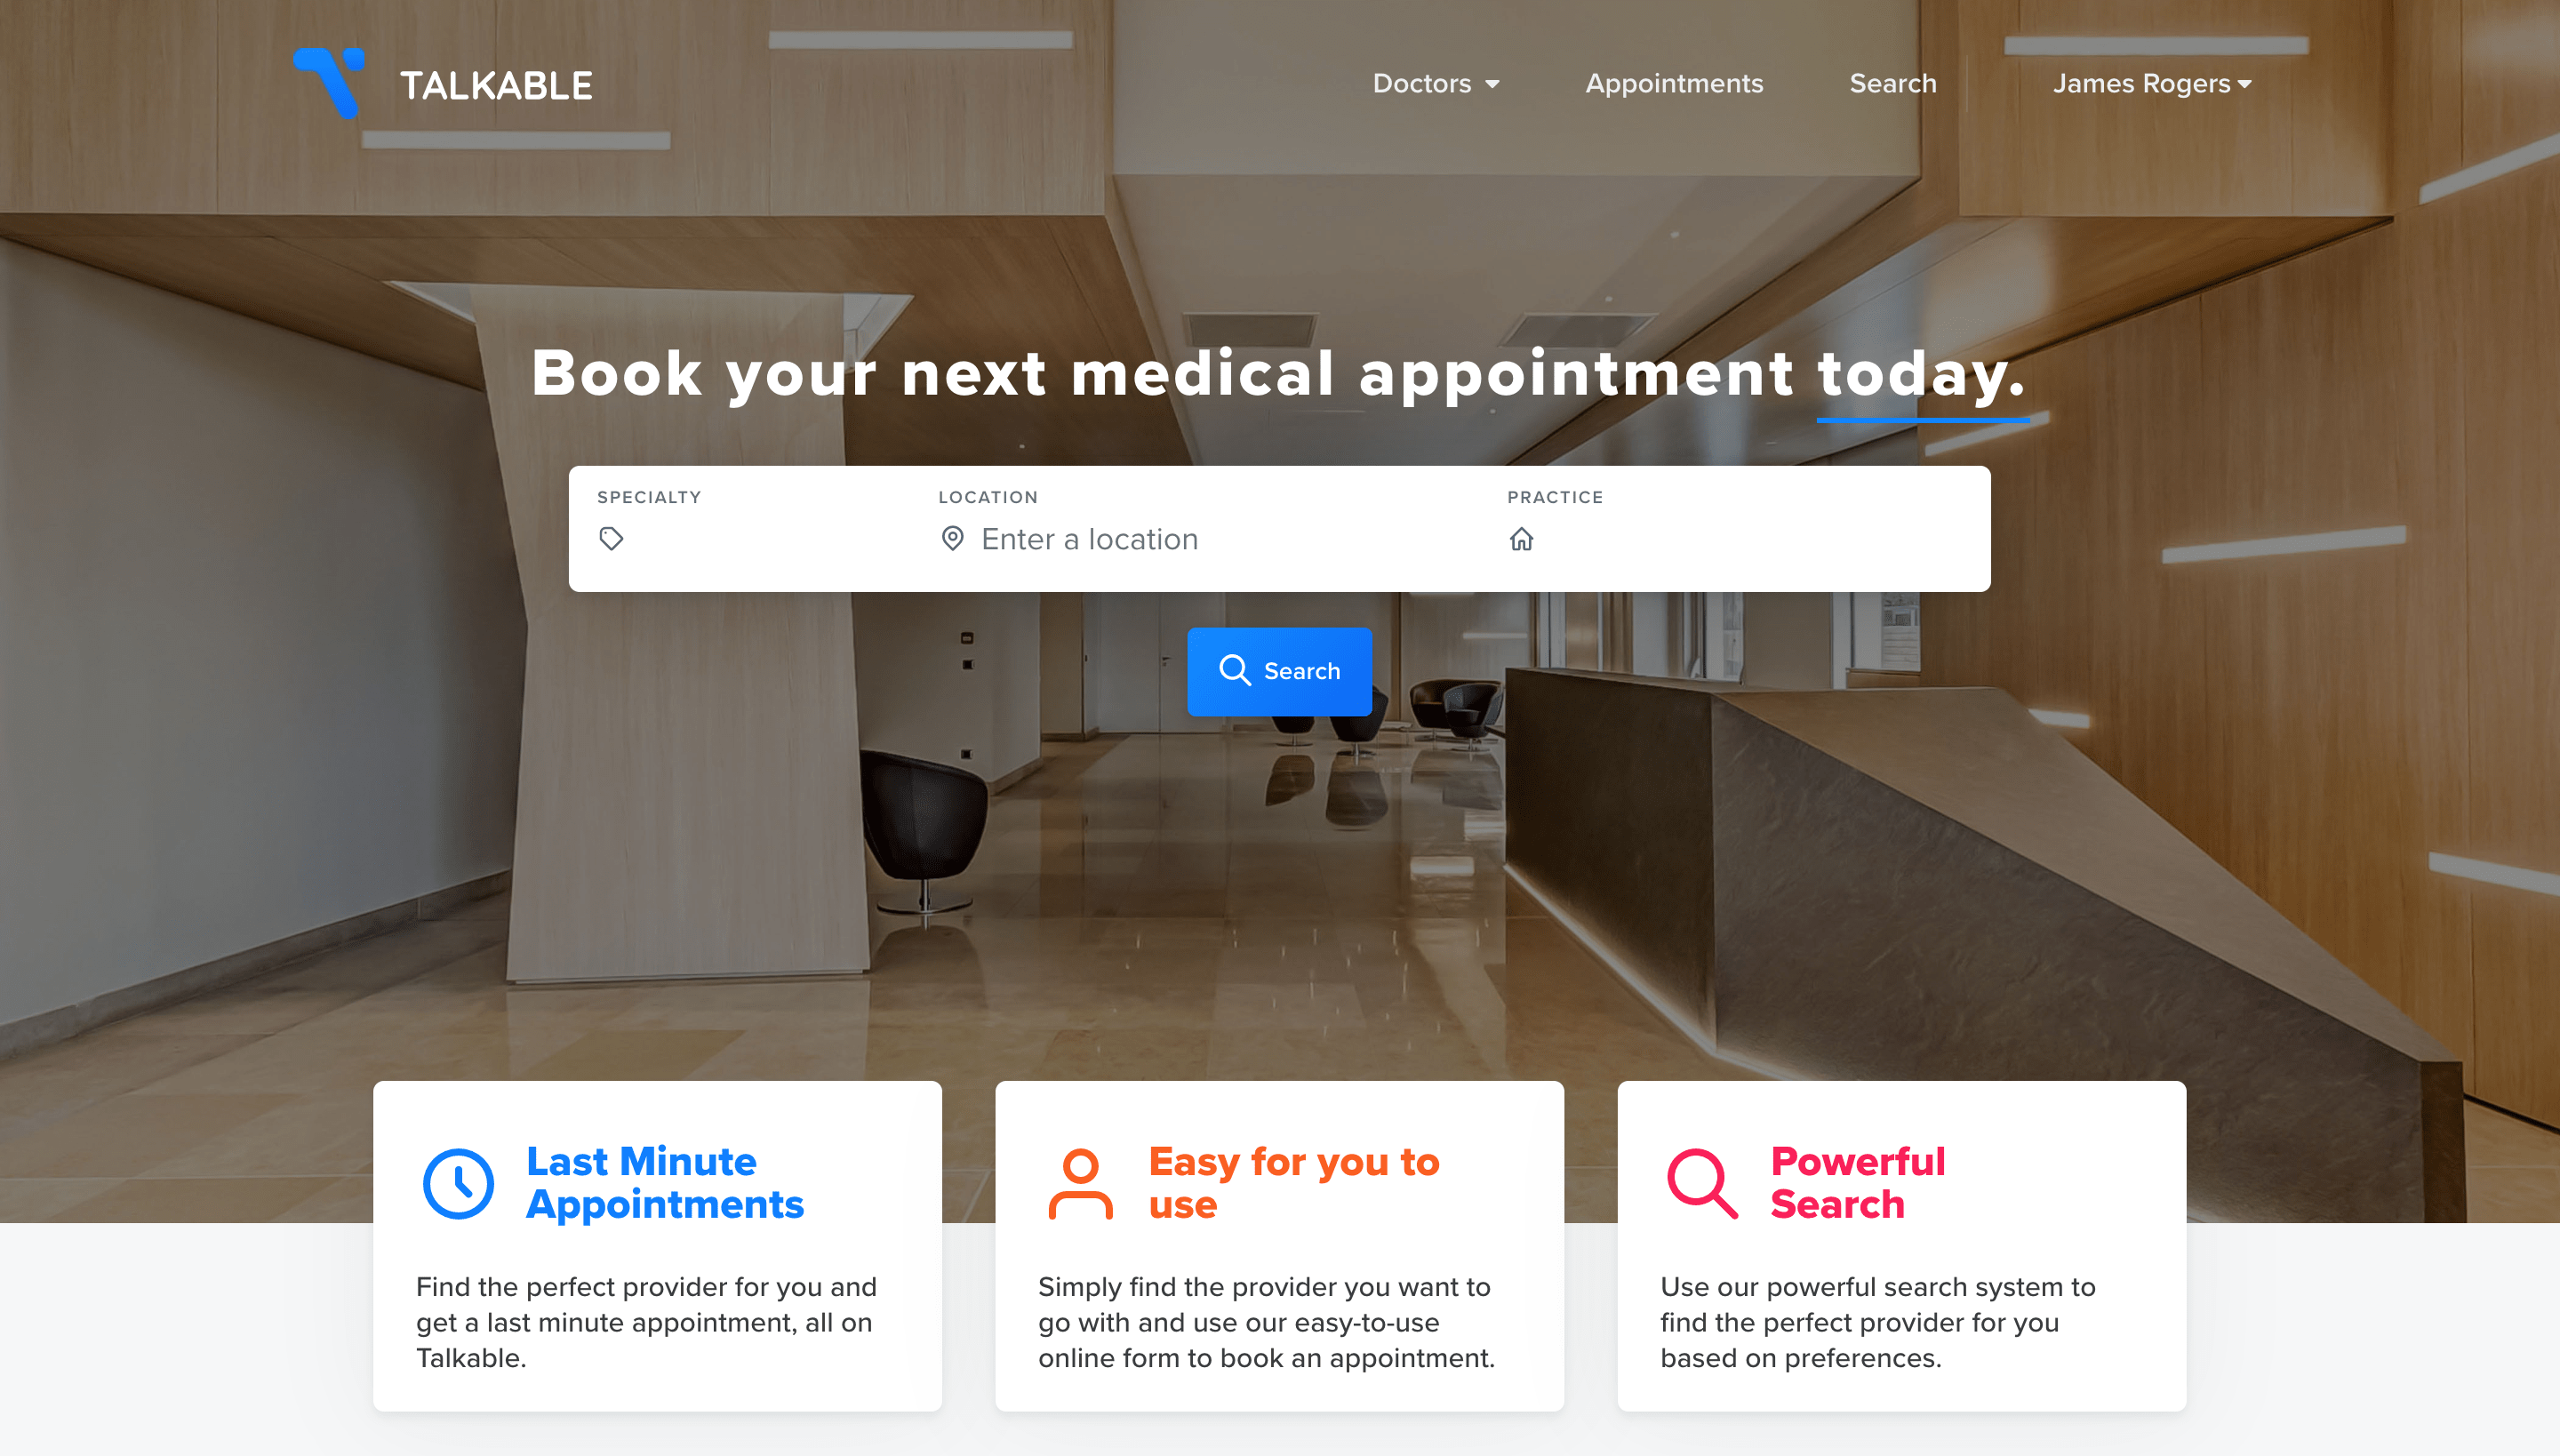 TALKABLE
Doctors
Appointments
Search
James Rogers
Book your next medical appointment today.
SPECIALTY
LOCATION
PRACTICE
Enter a location
Search
Last Minute
Appointments
Find the perfect provider for you and
get a last minute appointment, all on
Talkable.
Easy for you to
use
Simply find the provider you want to
go with and use our easy-to-use
online form to book an appointment.
Powerful
Search
Use our powerful search system to
find the perfect provider for you
based on preferences.